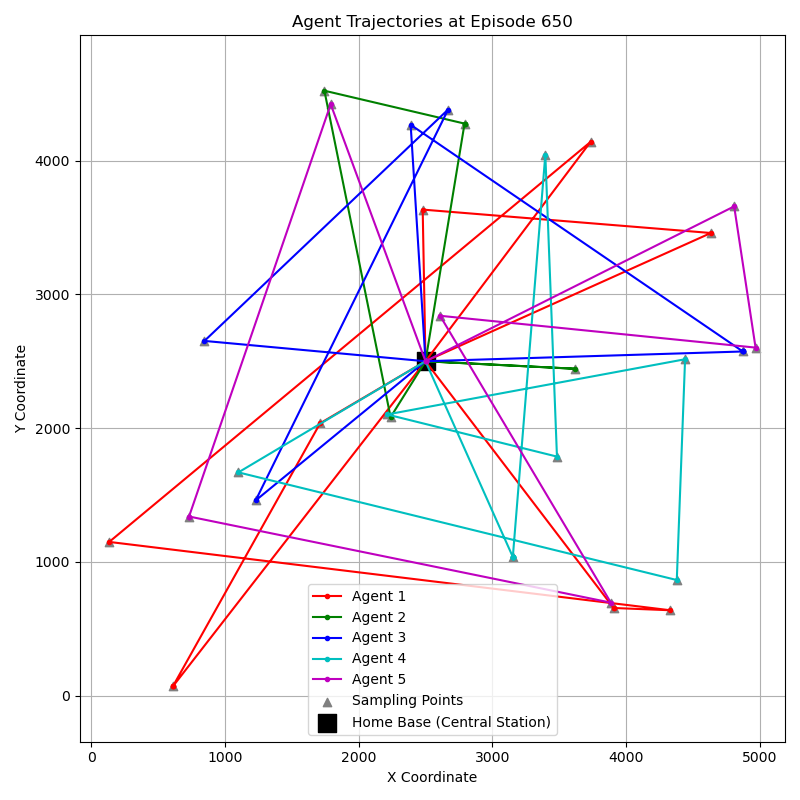 Agent Trajectories at Episode 650
Y Coordinate
4000
3000
2000
1000
0
Agent 1
Agent 2
Agent 3
Agent 4
Agent 5
Sampling Points
Home Base (Central Station)
0 1000 2000 3000 4000 5000
X Coordinate